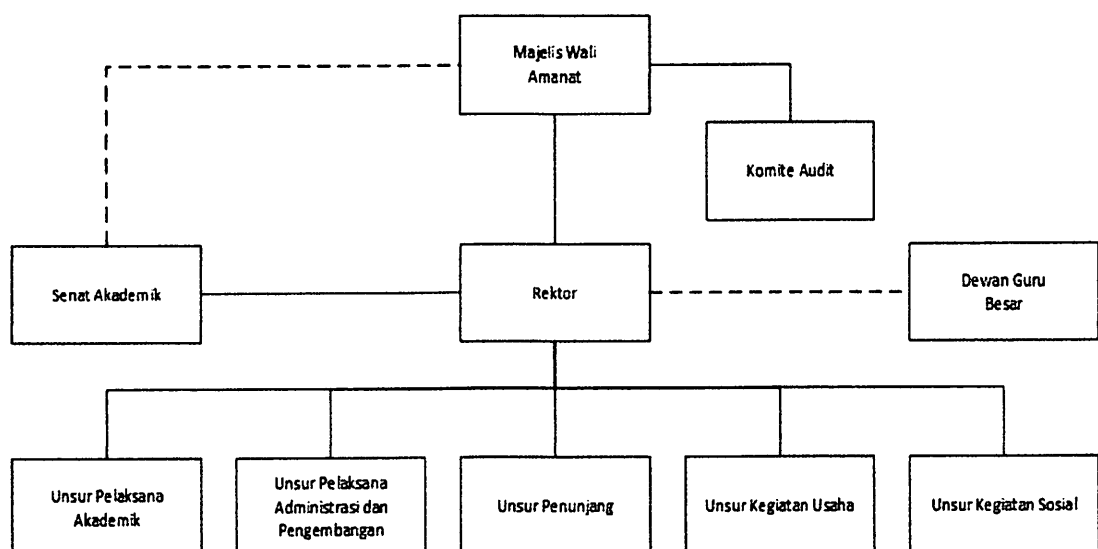 Majelis Wali
Amanat
Komite Audit
Senat Akademik
Rektor
Dewan Guru
Besar
Unsur Pelaksana
Akademik
Unsur Pelaksana
Administrasi dan
Pengembangan
Unsur Penunjang
Unsur Kegiatan Usaha
Unsur Kegiatan Sosial